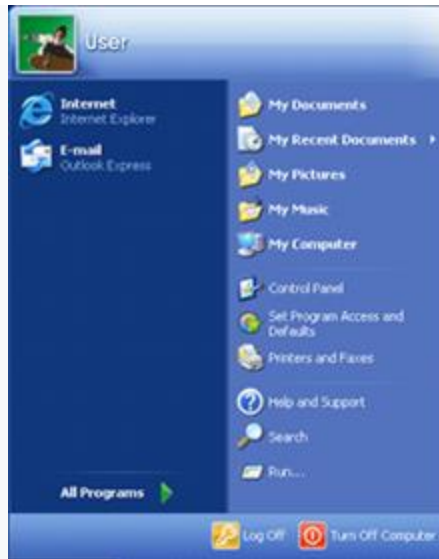 User
Internet
Internet Explorer
E-mail
Outlook Express
All Programs
My Documents
My Recent Documents
My Pictures
My Music
My Computer
Control Panel
Set Program Access and
Defaults
Printers and Faxes
Help and Support
Search
Run...
Log Off
Turn Off Computer